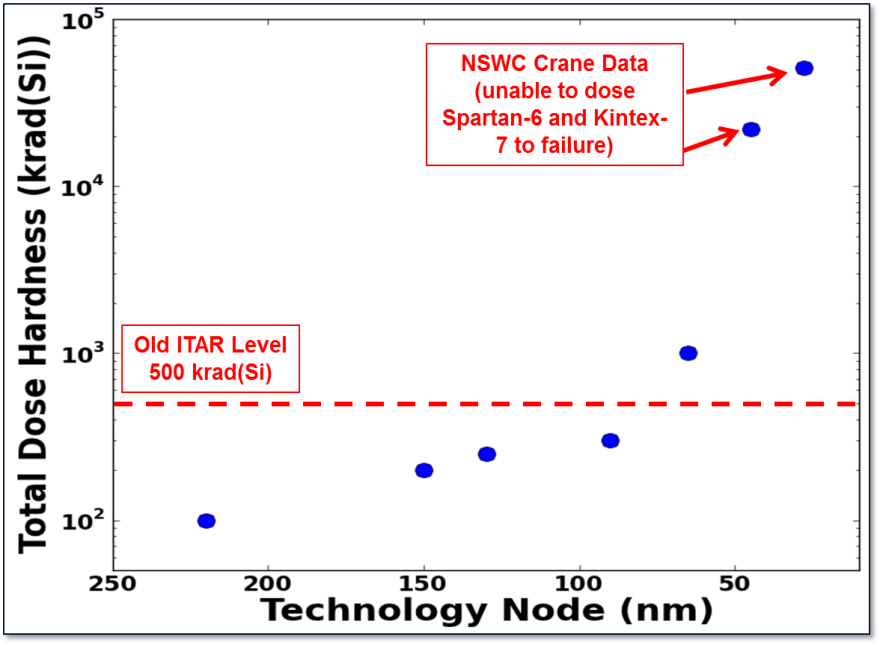 10⁵
NSWC Crane Data
(unable to dose
Spartan-6 and Kintex-
7 to failure)
10⁴
Total Dose Hardness (krad(Si))
Old ITAR Level
500 krad(Si)
10³
10²
250 200 150 100 50
Technology Node (nm)